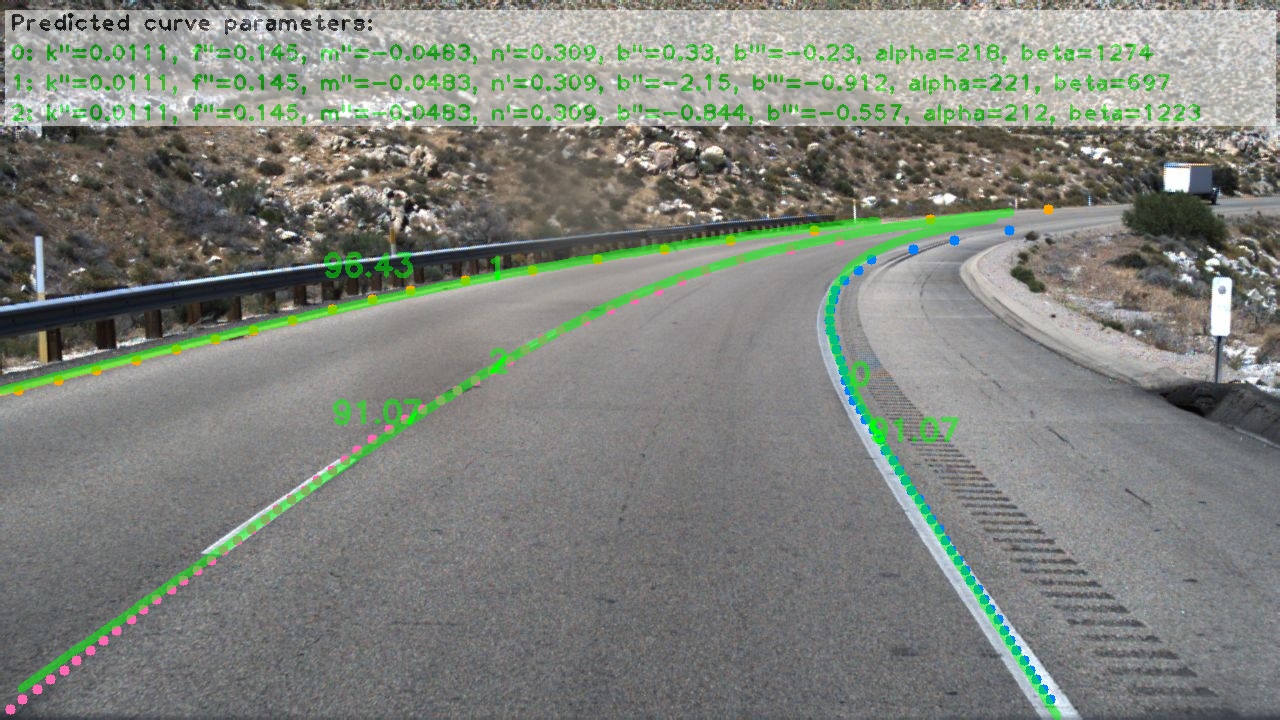 Predicted curve parameters:
0: k''=0.0111, f''=0.145, m''=-0.0483, n'=0.309, b''=0.33, b'''=-0.23, alpha=218, beta=1274
1: k''=0.0111, f''=0.145, m''=-0.0483, n'=0.309, b''=-2.15, b'''=-0.912, alpha=221, beta=697
2: k''=0.0111, f''=0.145, m''=-0.0483, n'=0.309, b''=-0.844, b'''=-0.557, alpha=212, beta=1223
96.43
1
2
0
91.07
91.07